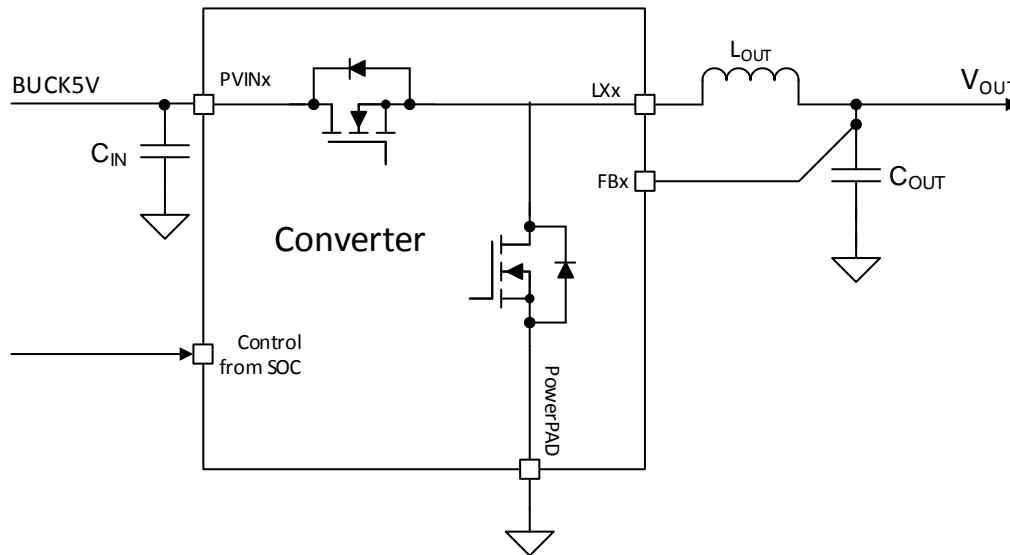 BUCK5V
PVINx
LXx
LOUT
VOUT
CIN
FBx
COUT
Converter
Control
from SOC
PowerPAD